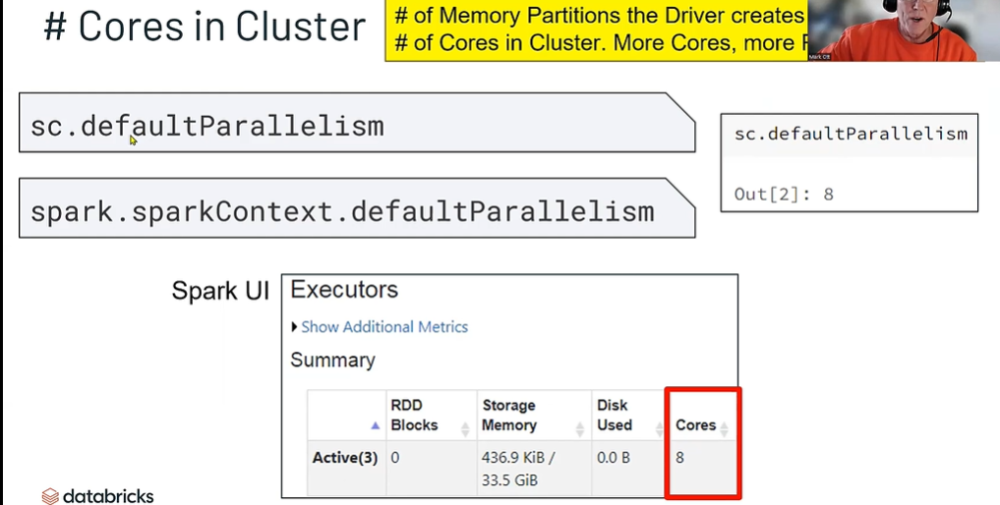 # Cores in Cluster
# of Memory Partitions the Driver creates
# of Cores in Cluster. More Cores, more
sc.defaultParallelism
sc.defaultParallelism
Out[2]: 8
spark.sparkContext.defaultParallelism
Spark UI
Executors
Show Additional Metrics
Summary
RDD Blocks Storage Memory Disk Used Cores
Active(3) 0 436.9 KiB / 33.5 GiB 0.0 B 8
databricks